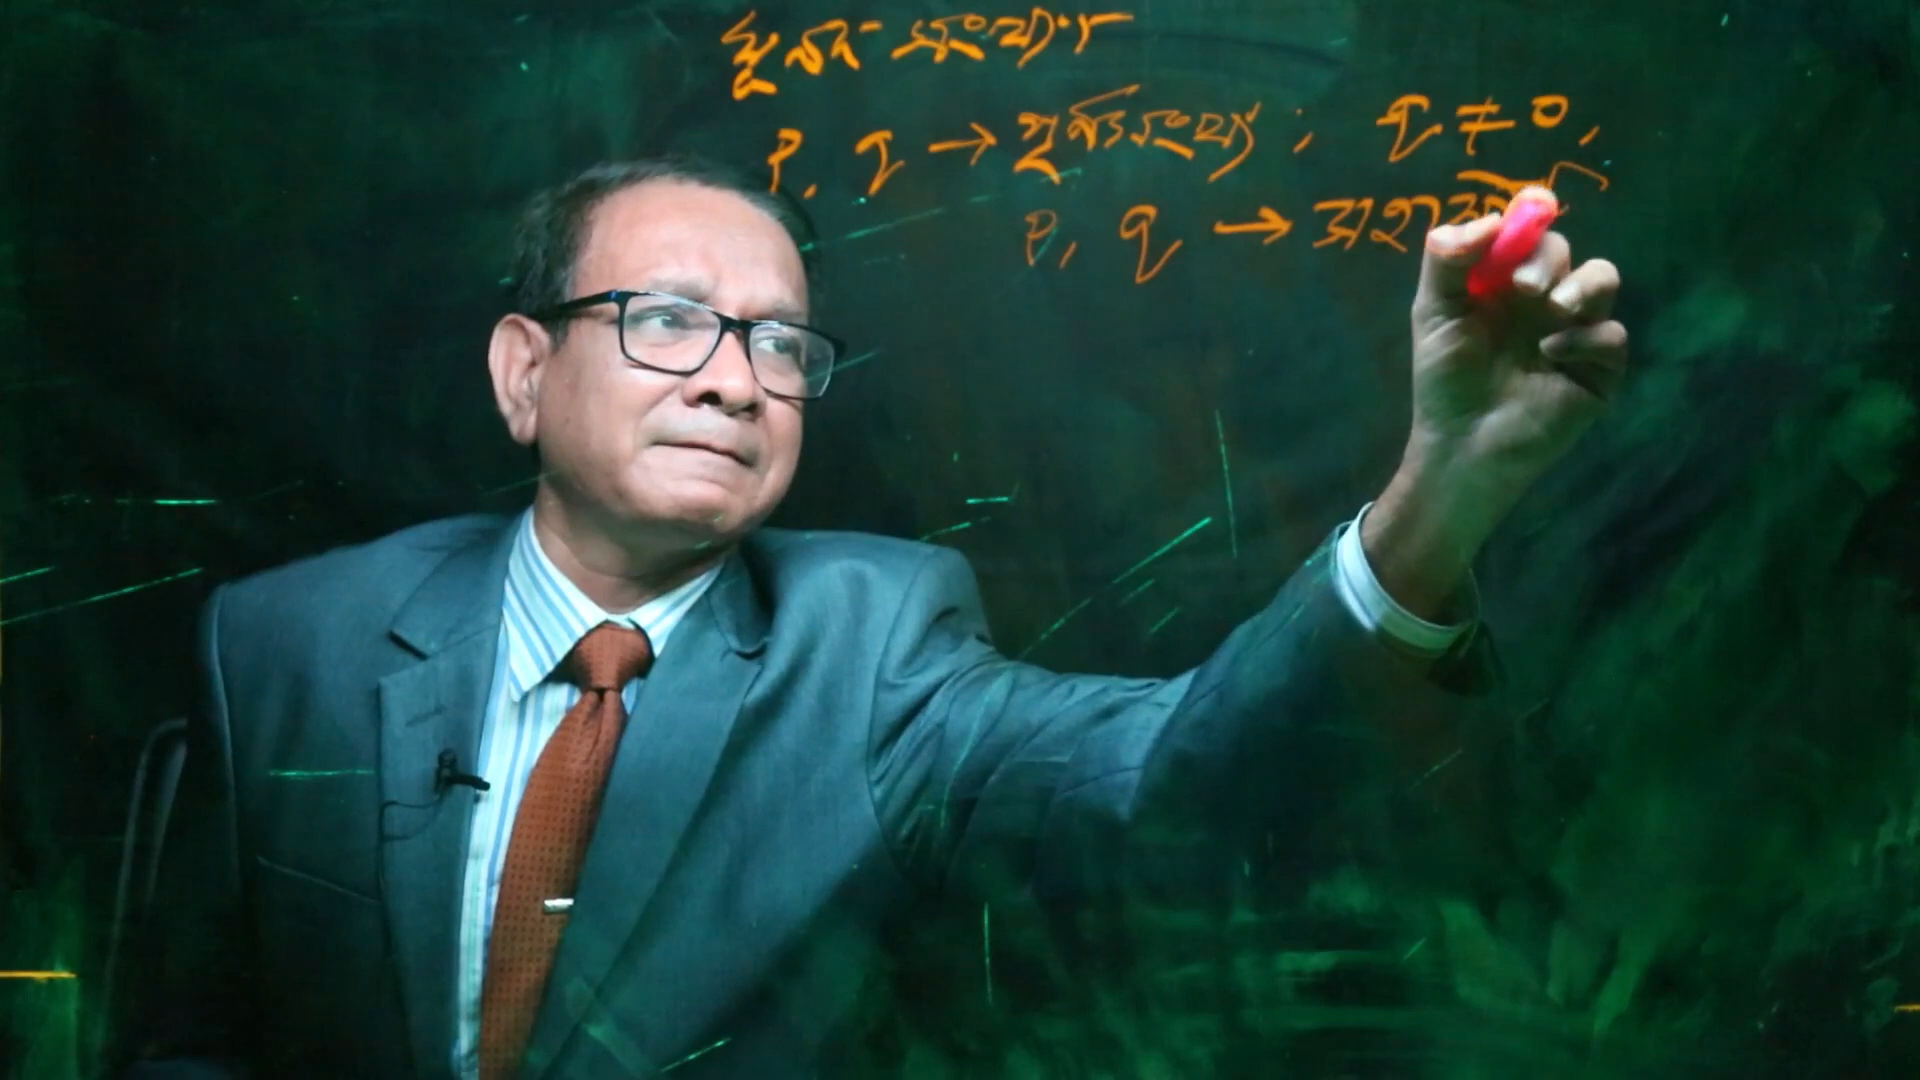 মূলদ সংখ্যা
P, q → পূর্ণসংখ্যা ; q ≠ 0,
P, q →